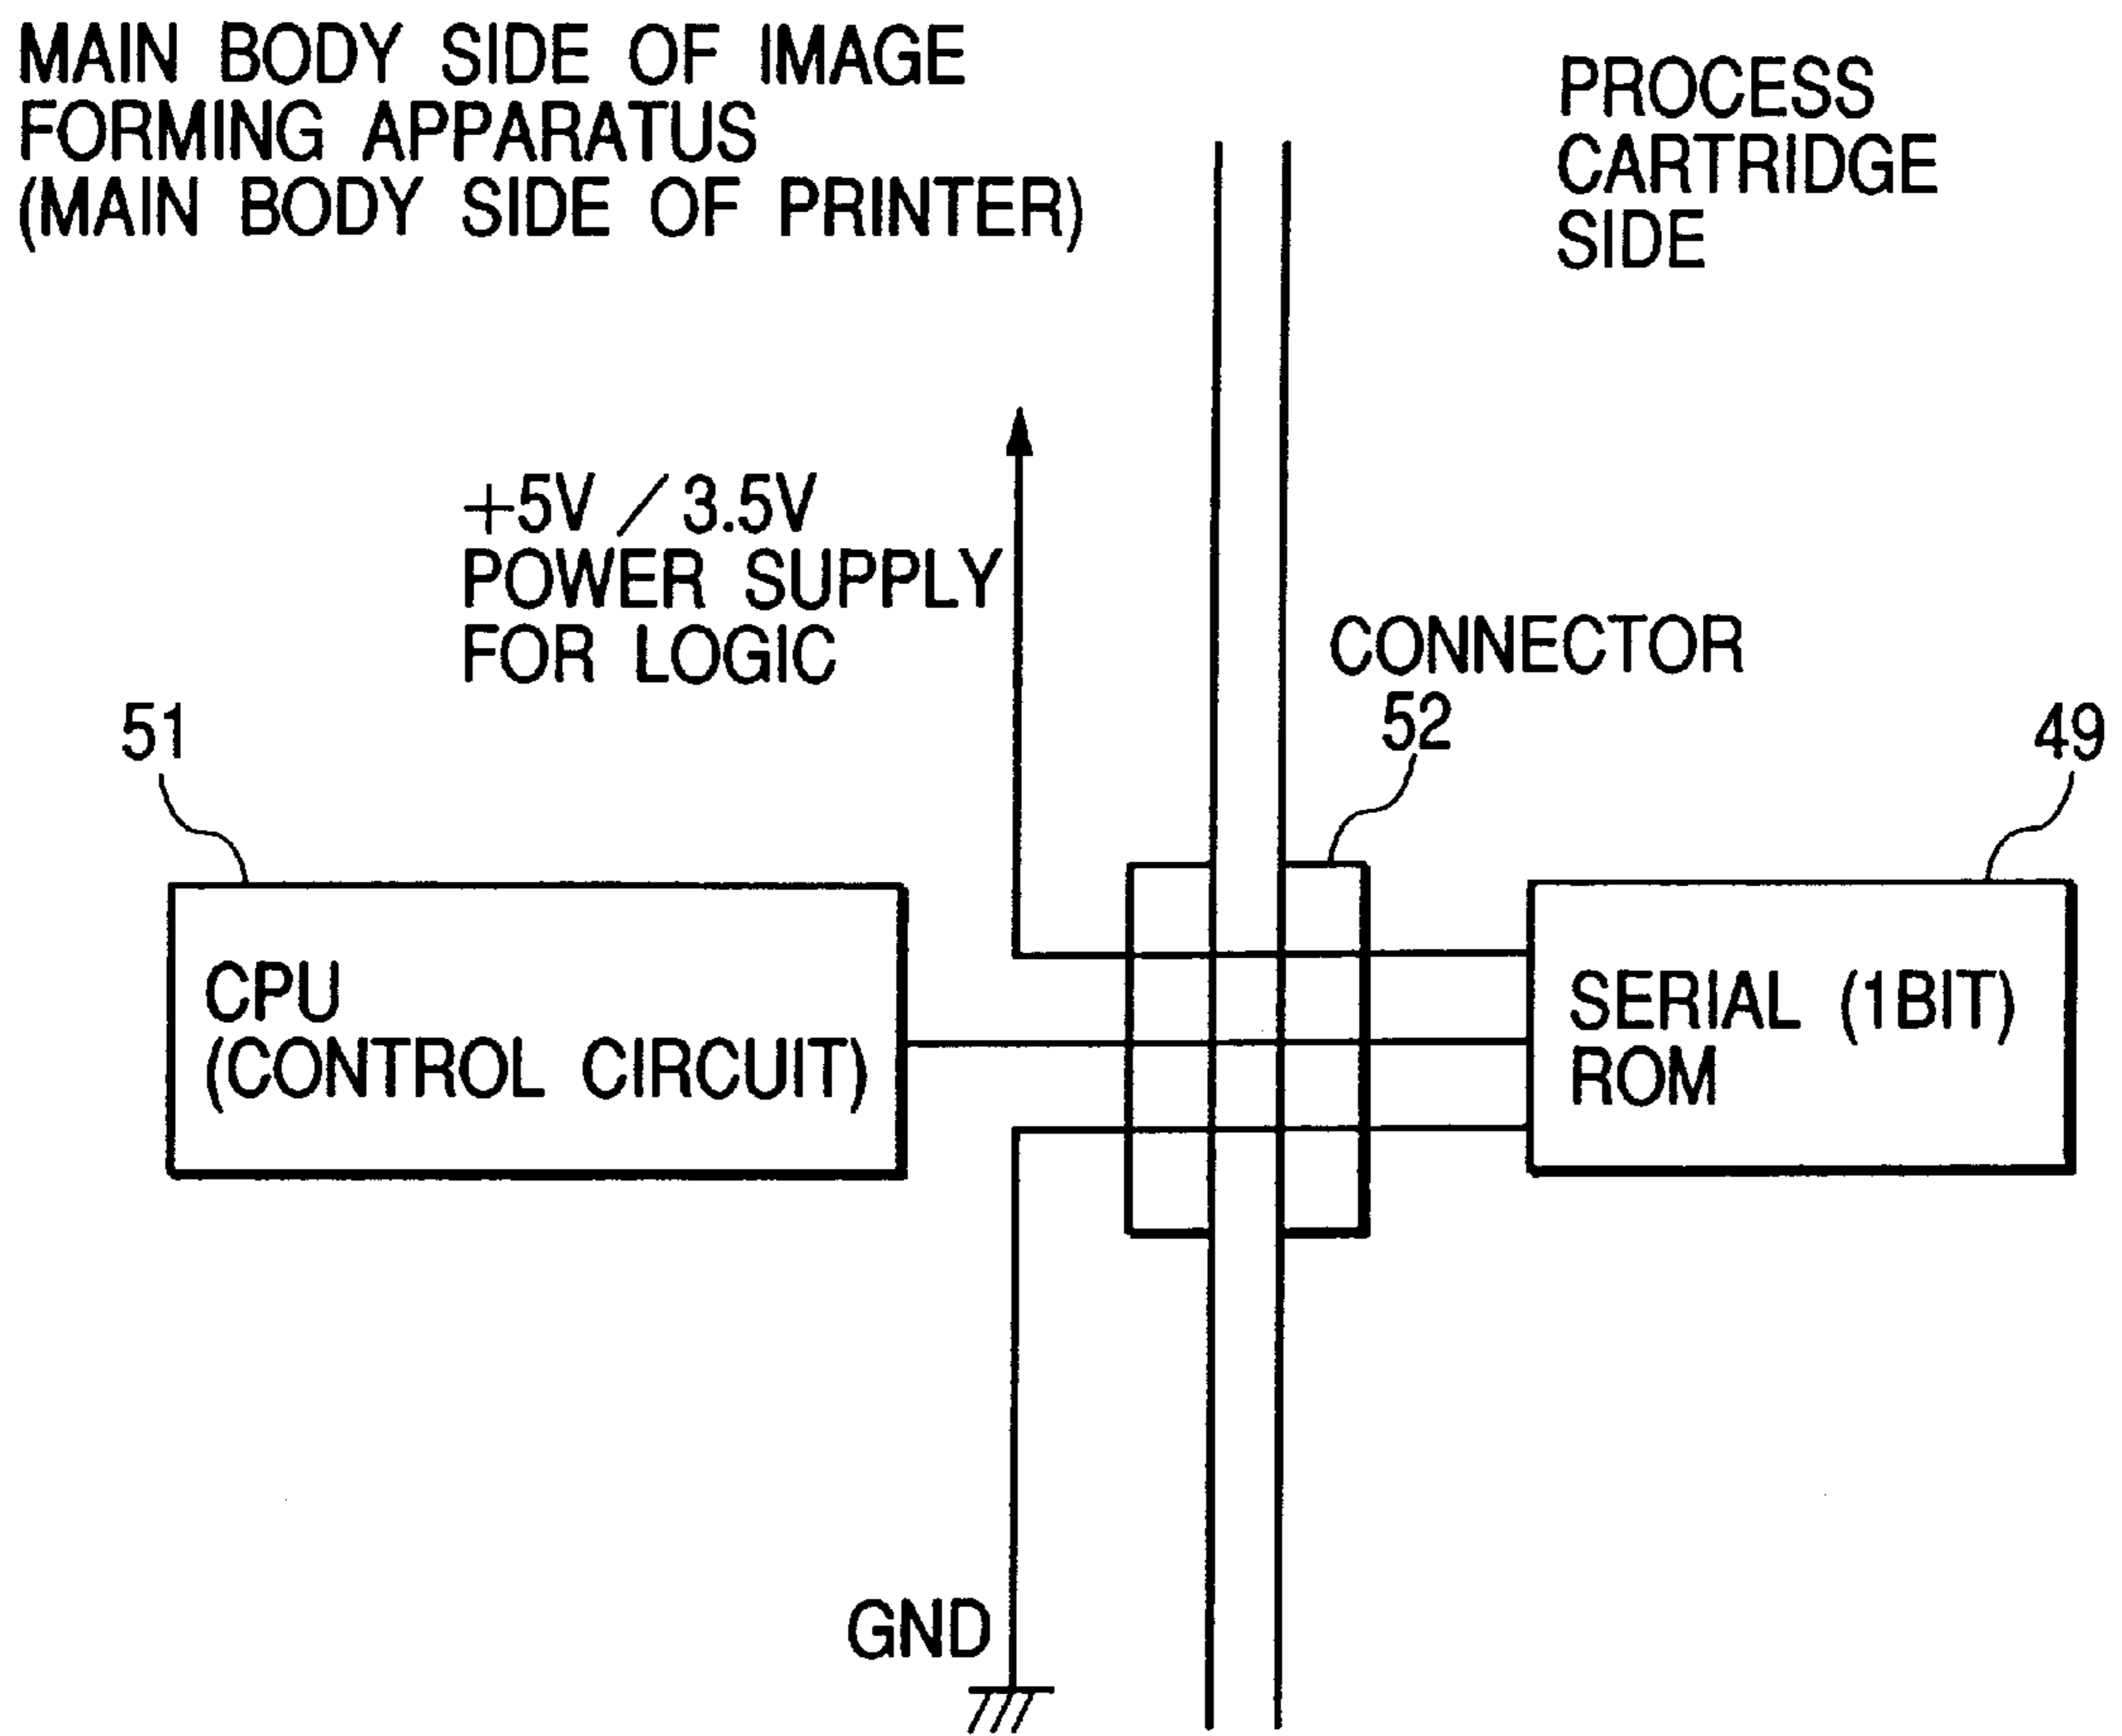 MAIN BODY SIDE OF IMAGE
FORMING APPARATUS
(MAIN BODY SIDE OF PRINTER)
PROCESS
CARTRIDGE
SIDE
+5V / 3.5V
POWER SUPPLY
FOR LOGIC
CONNECTOR
52
51
49
CPU
(CONTROL CIRCUIT)
SERIAL (1BIT)
ROM
GND